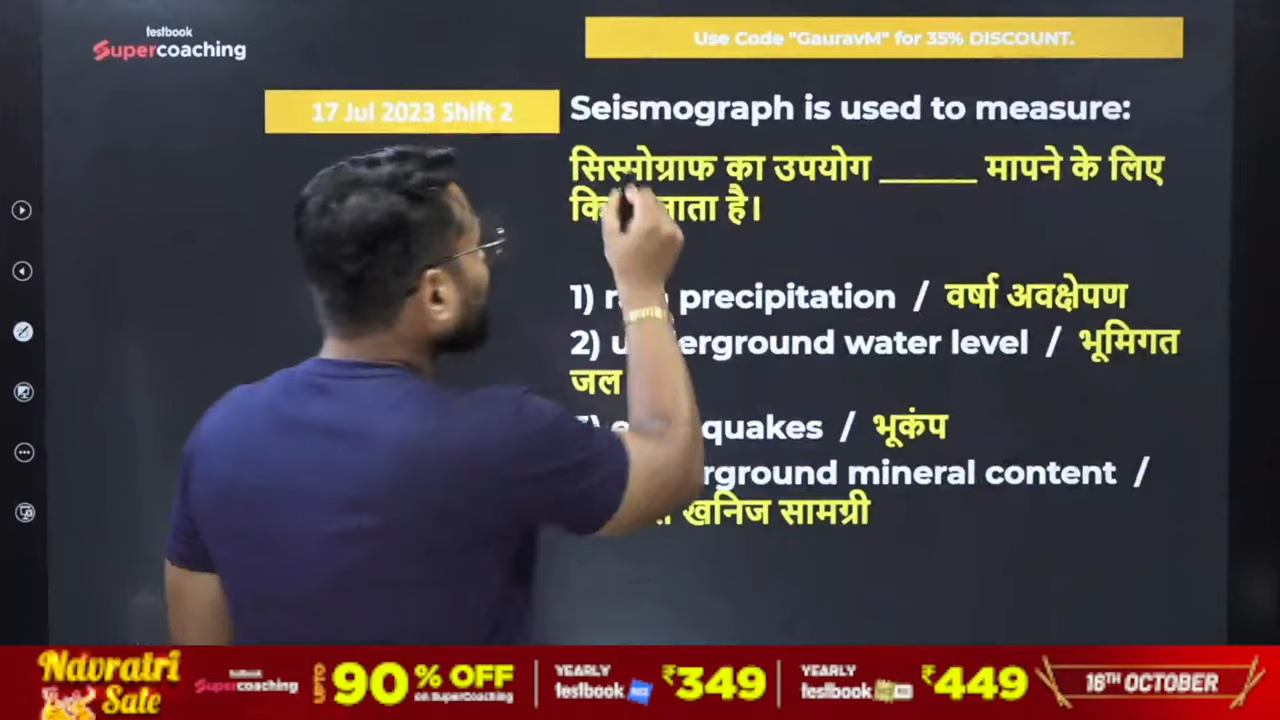 testbook
Supercoaching
Use Code "GauravM" for 35% DISCOUNT.
17 Jul 2023 Shift 2
Seismograph is used to measure:
सिस्मोग्राफ का उपयोग ______ मापने के लिए
है।
1) precipitation / वर्षा अवक्षेपण
2) water level / भूमिगत
जल
quakes / भूकंप
rground mineral content /
खनिज सामग्री
Navratri
Sale
testbook
Supercoaching
UPTO 90% OFF
on SuperCoaching
YEARLY
testbook
₹349
YEARLY
testbook
₹449
16TH OCTOBER